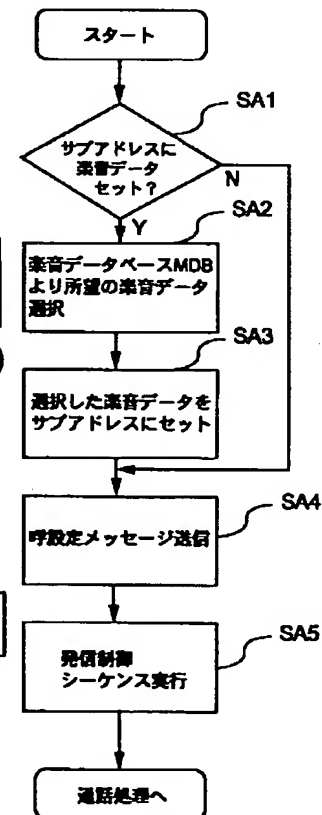 スタート
SA1
サブアドレスに
楽音データ
セット?
N
Y
SA2
楽音データベースMDB
より所望の楽音データ
選択
SA3
選択した楽音データを
サブアドレスにセット
SA4
呼設定メッセージ送信
SA5
発信制御
シーケンス実行
通話処理へ